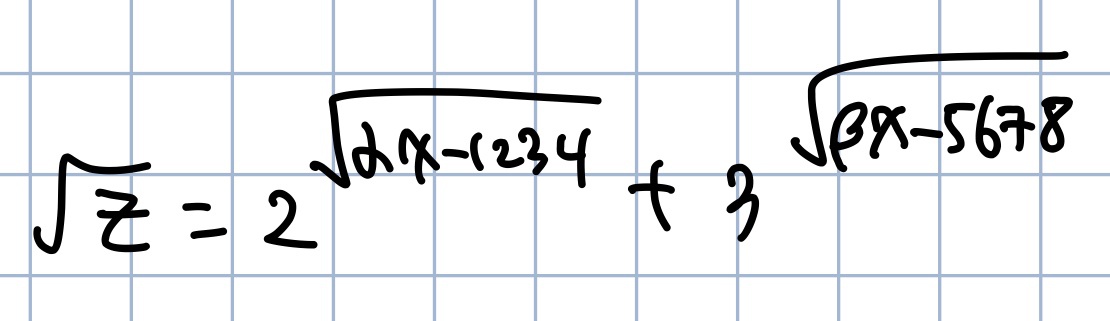 √z = 2^√(αx-1234) + 3^√(βx-5678)